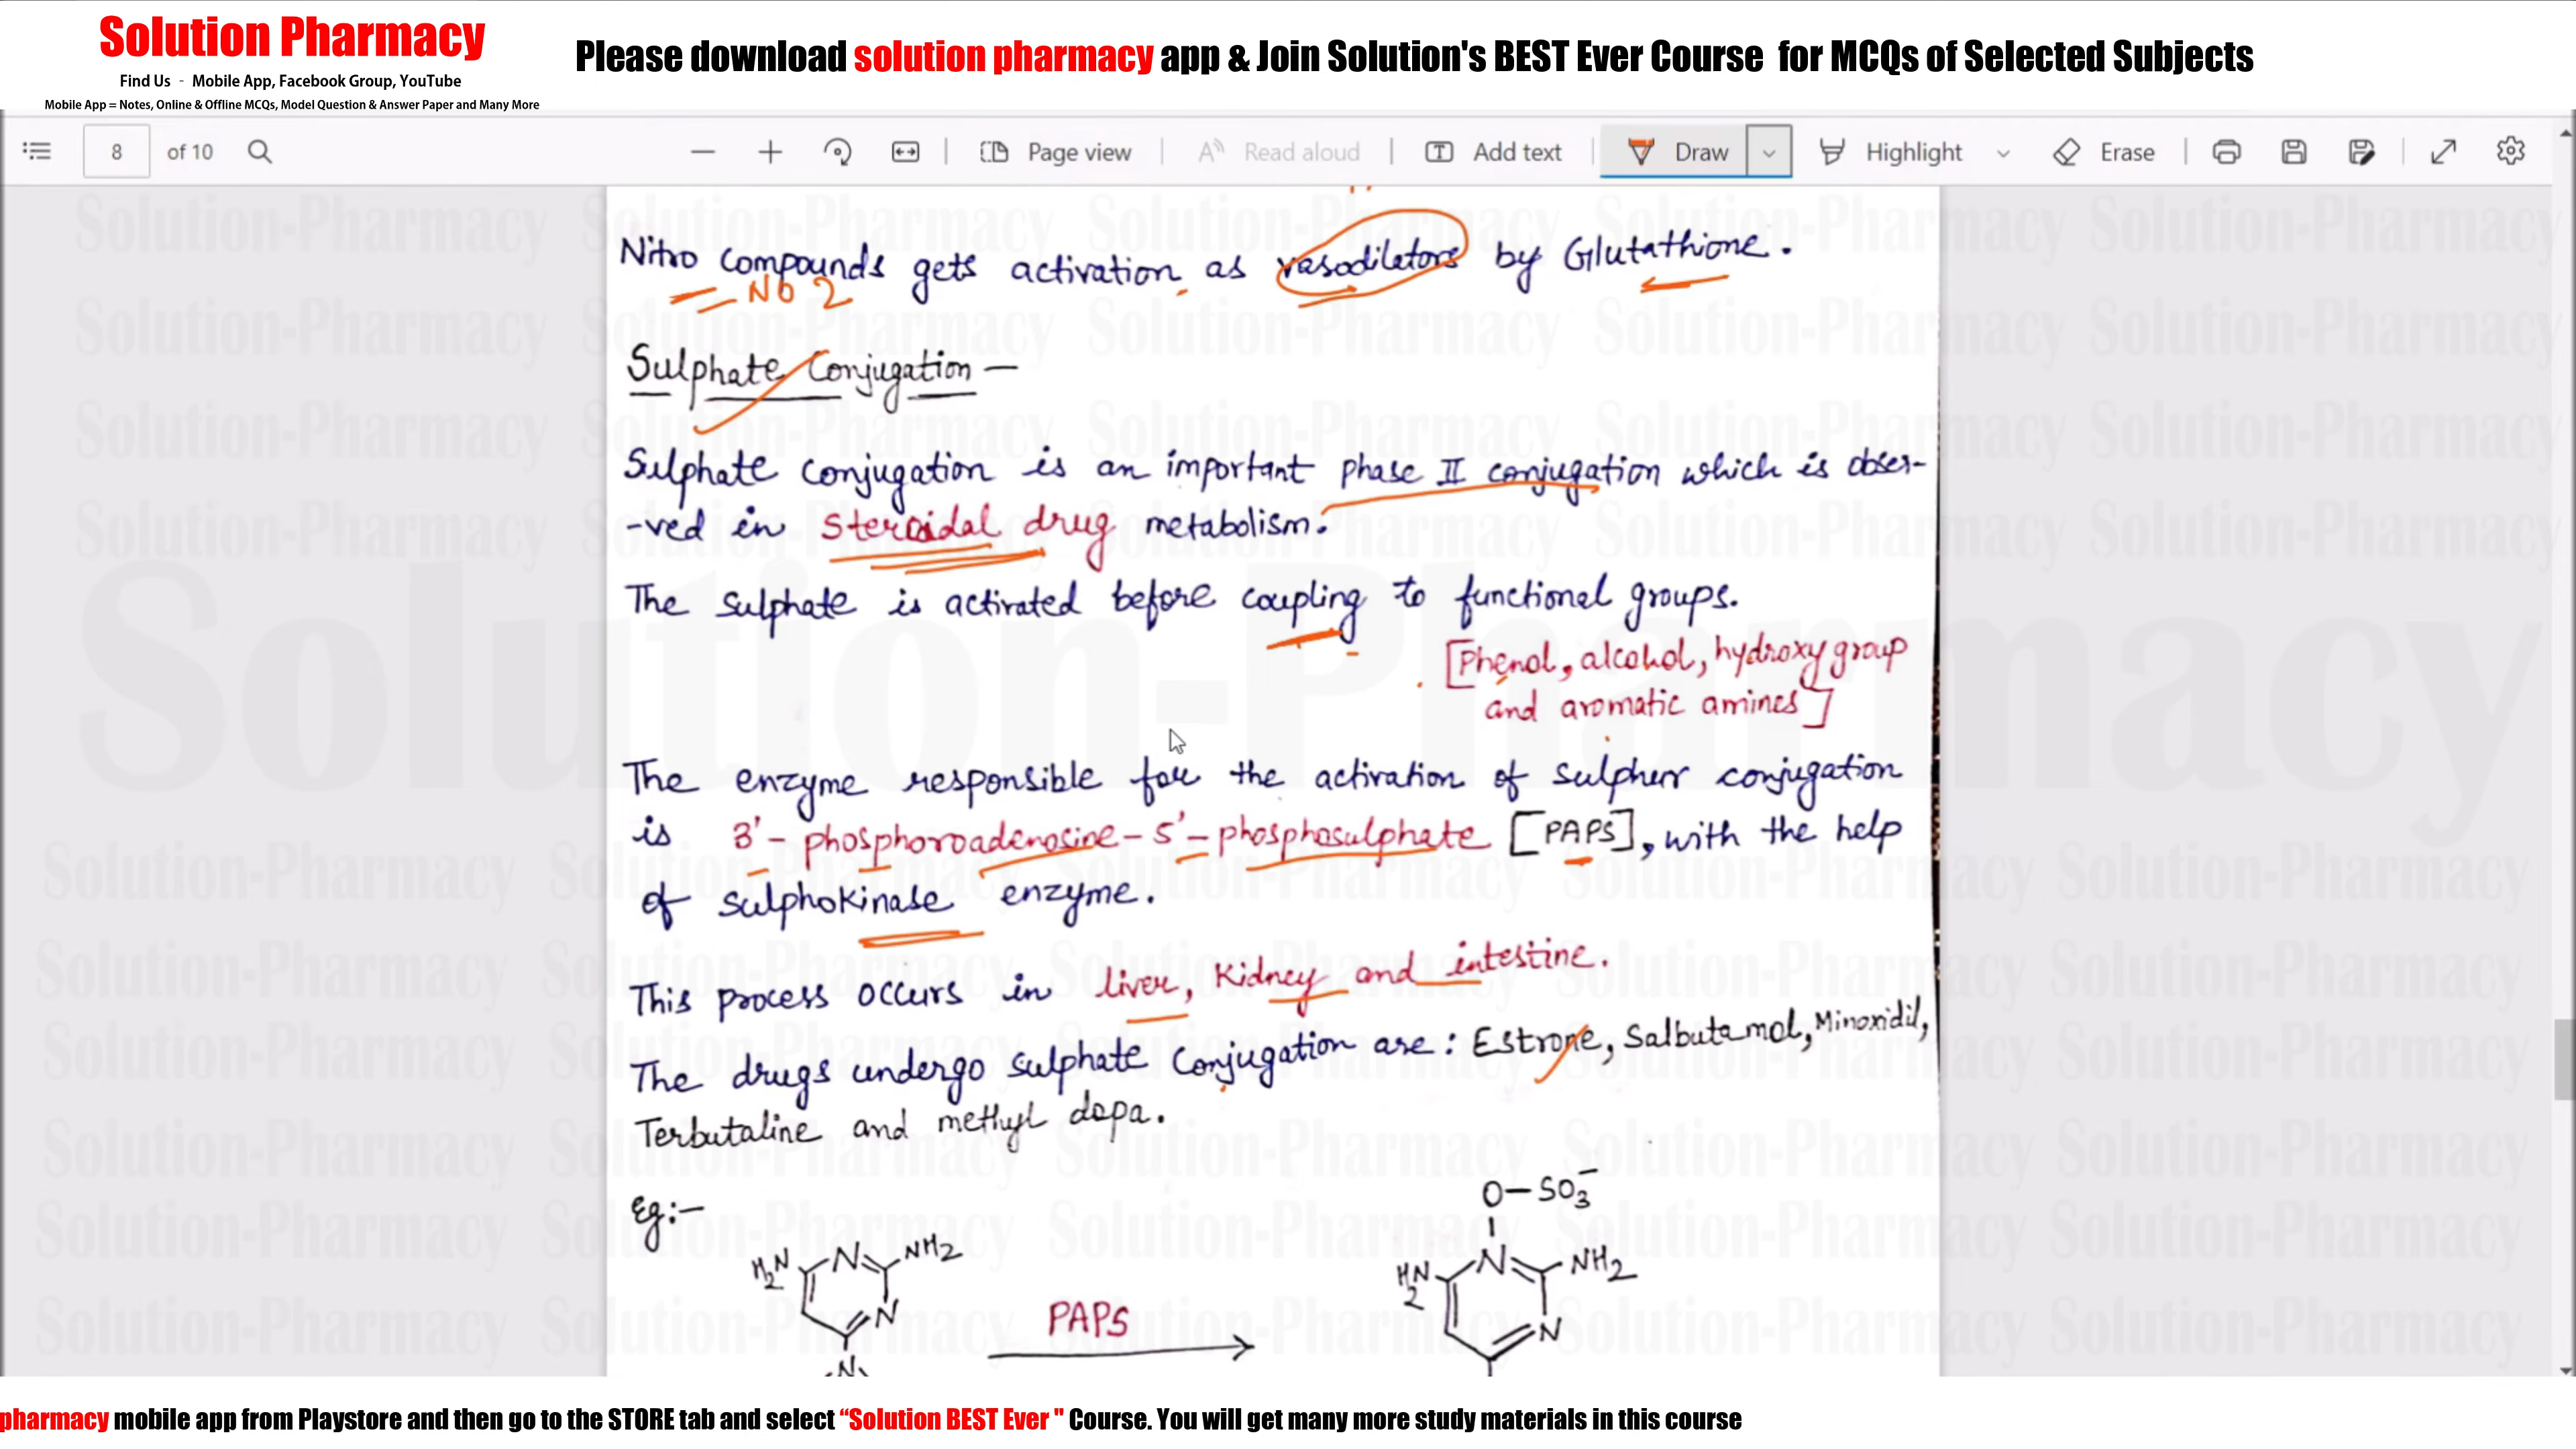 Solution Pharmacy
Find Us - Mobile App, Facebook Group, YouTube
Mobile App = Notes, Online & Offline MCQs, Model Question & Answer Paper and Many More
Please download solution pharmacy app & Join Solution's BEST Ever Course for MCQs of Selected Subjects
8 of 10 Page view Read aloud Add text Draw Highlight Erase
Nitro compounds gets activation as vasodilators by Glutathione.
NO2
Sulphate Conjugation —
Sulphate conjugation is an important phase II conjugation which is obser-
-ved in steroidal drug metabolism.
The sulphate is activated before coupling to functional groups.
[Phenol, alcohol, hydroxy group
and aromatic amines]
The enzyme responsible for the activation of sulphur conjugation
is 3'-phosphoroadenosine-5'-phosphosulphate [PAPS], with the help
of sulphokinase enzyme.
This process occurs in liver, kidney and intestine.
The drugs undergo sulphate conjugation are: Estrone, Salbutamol, Minoxidil,
Terbutaline and methyl dopa.
Eg:-
O-SO3-
H2N N NH2
N
N
PAPS
H2N N NH2
N
Solution-Pharmacy
pharmacy mobile app from Playstore and then go to the STORE tab and select “Solution BEST Ever " Course. You will get many more study materials in this course